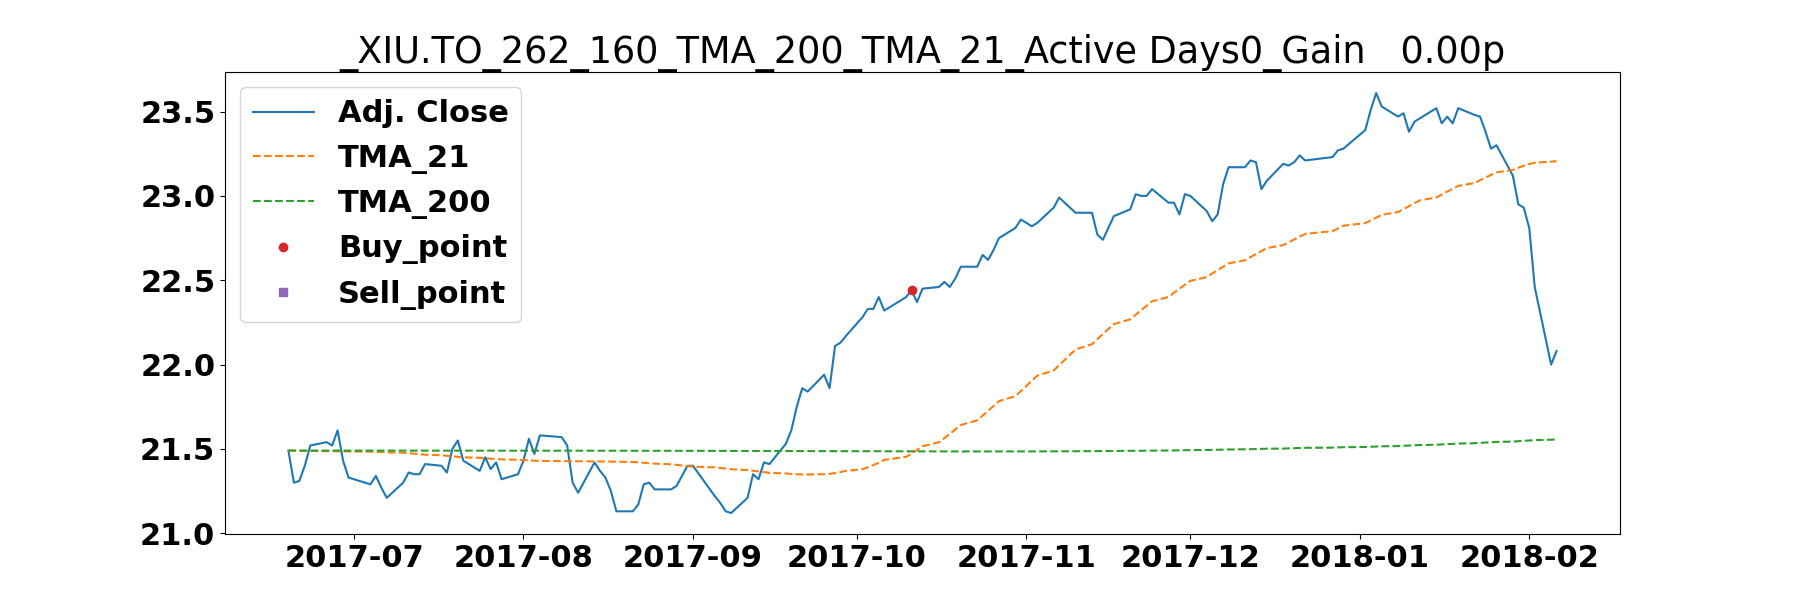 _XIU.TO_262_160_TMA_200_TMA_21_Active Days0_Gain   0.00p
Adj. Close
TMA_21
TMA_200
Buy_point
Sell_point
23.5
23.0
22.5
22.0
21.5
21.0
2017-07 2017-08 2017-09 2017-10 2017-11 2017-12 2018-01 2018-02